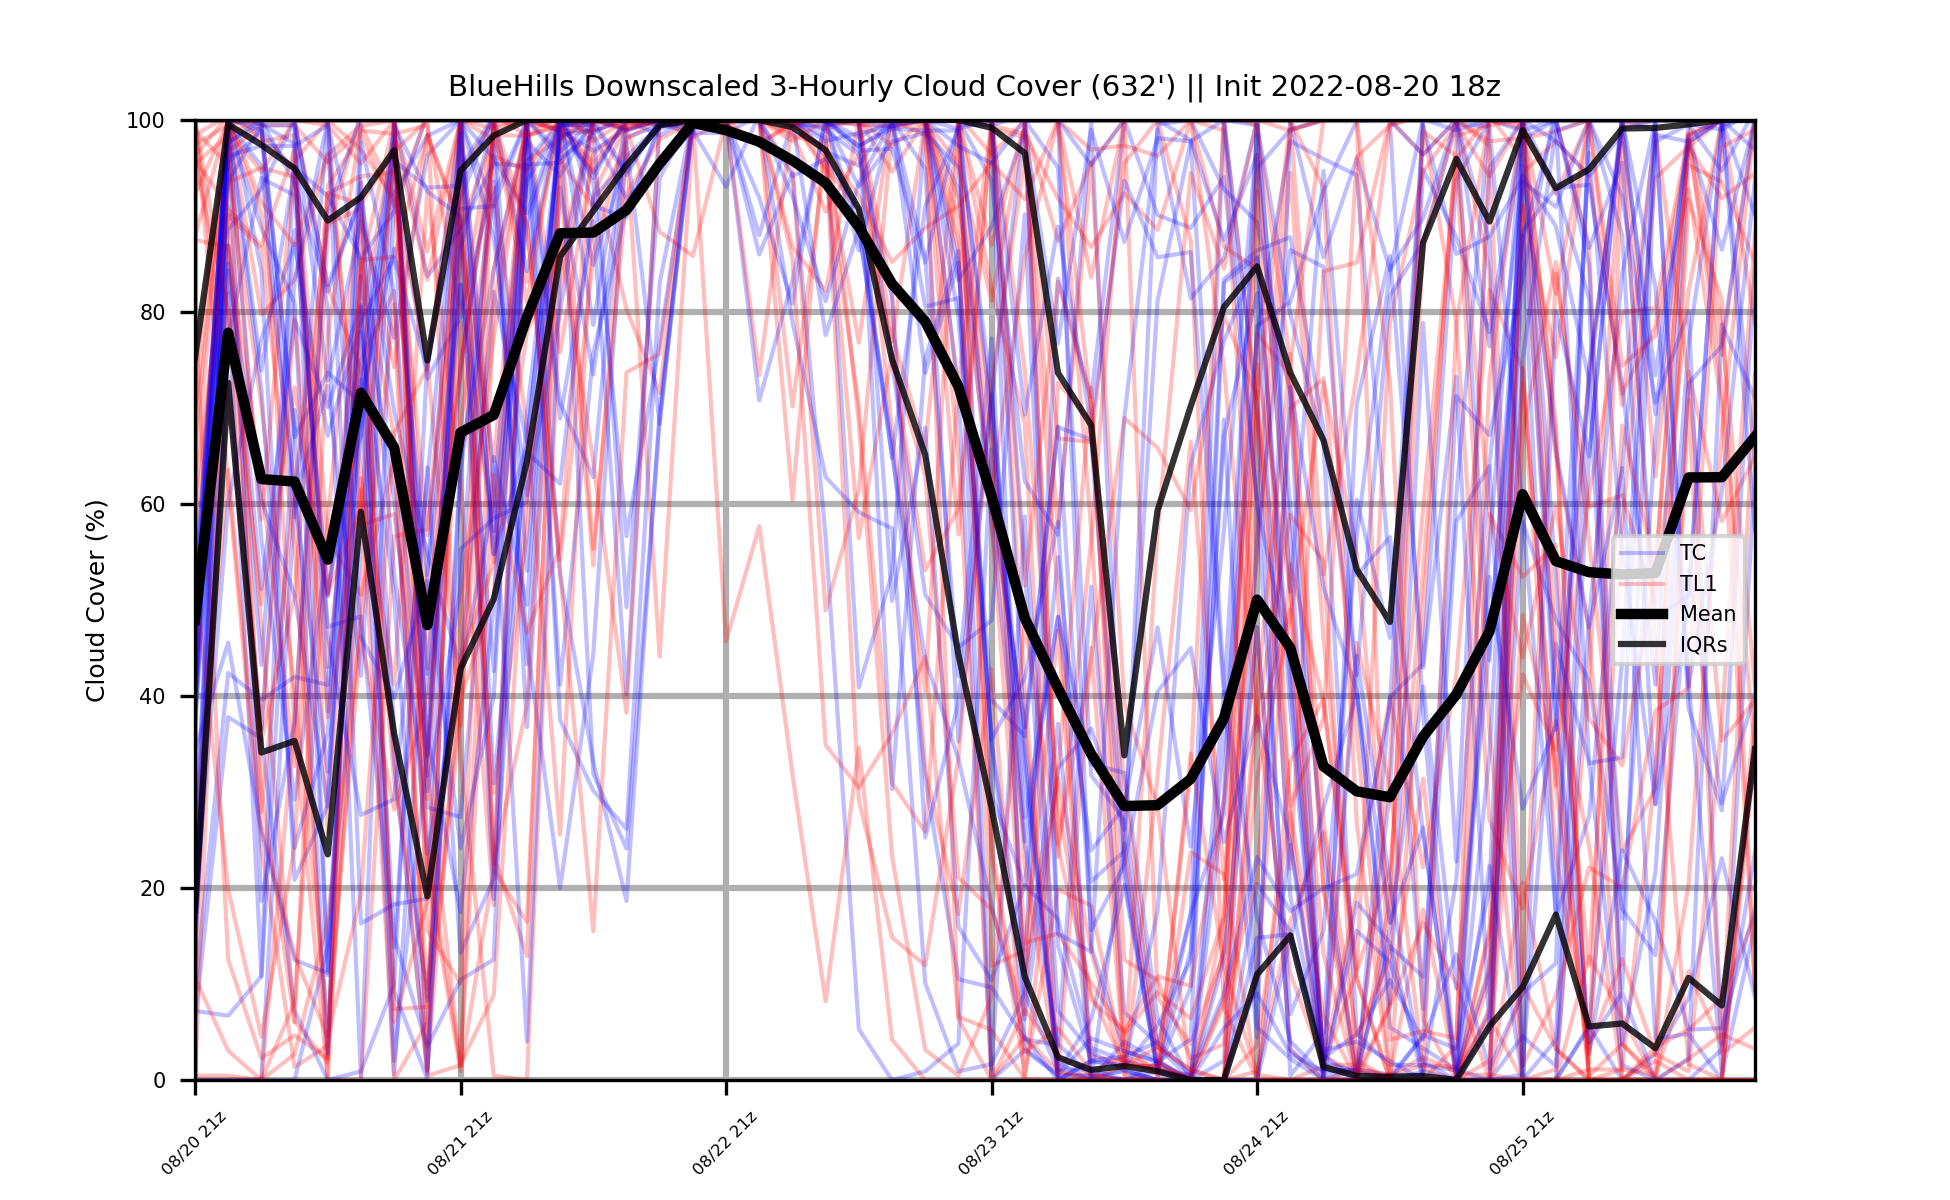 BlueHills Downscaled 3-Hourly Cloud Cover (632') || Init 2022-08-20 18z
100
80
60
40
20
0
Cloud Cover (%)
TC
TL1
Mean
IQRs
08/20 21z
08/21 21z
08/22 21z
08/23 21z
08/24 21z
08/25 21z